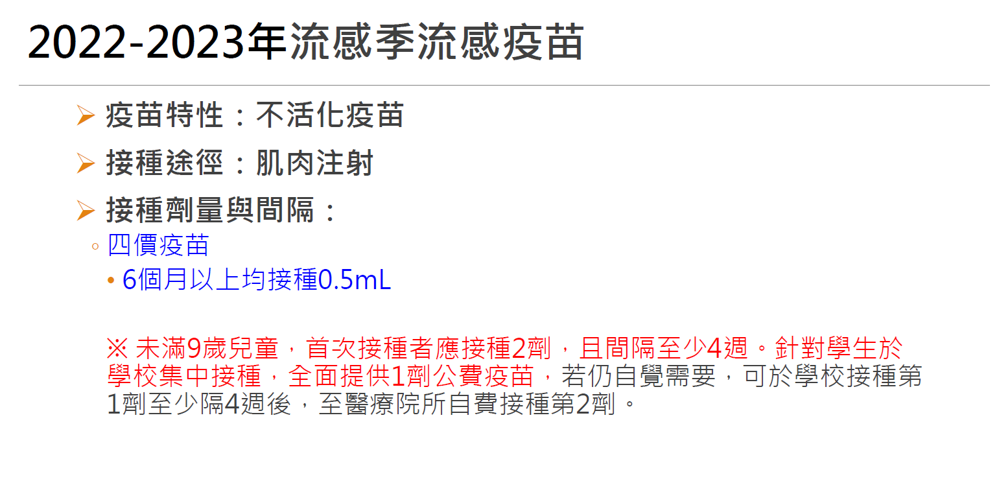 2022-2023年流感季流感疫苗
➢ 疫苗特性：不活化疫苗
➢ 接種途徑：肌肉注射
➢ 接種劑量與間隔：
◦ 四價疫苗
• 6個月以上均接種0.5mL
※ 未滿9歲兒童，首次接種者應接種2劑，且間隔至少4週。針對學生於
學校集中接種，全面提供1劑公費疫苗，若仍自覺需要，可於學校接種第
1劑至少隔4週後，至醫療院所自費接種第2劑。